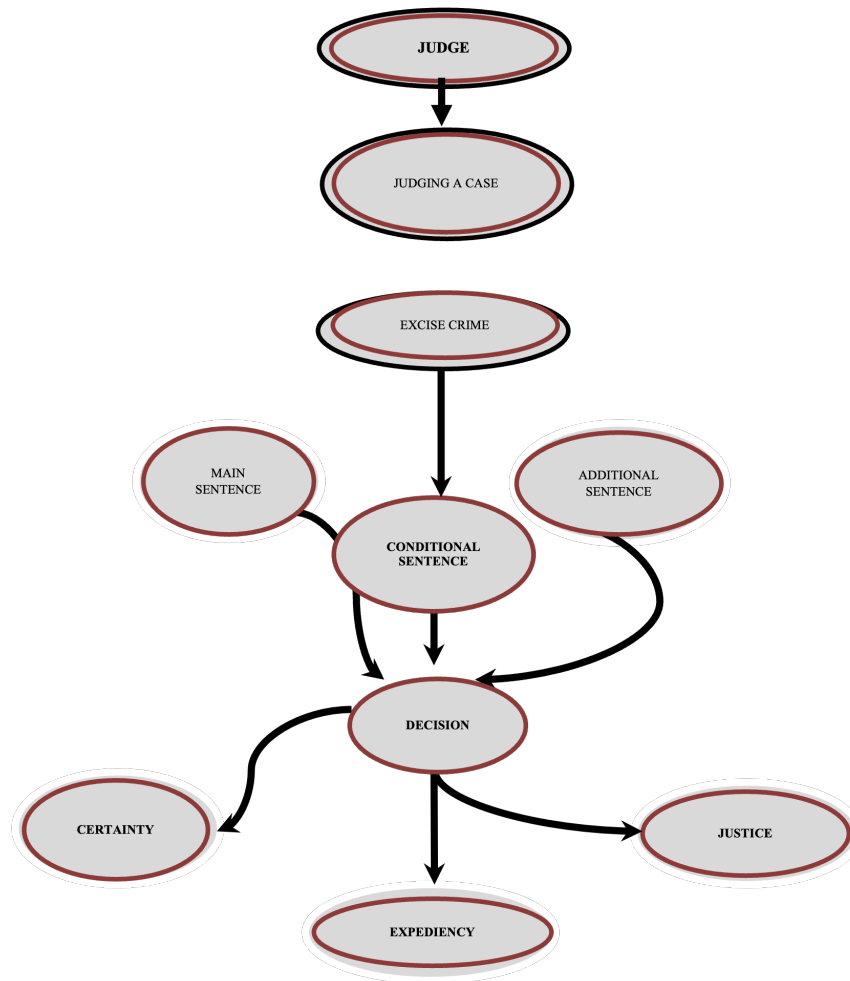 JUDGE
JUDGING A CASE
EXCISE CRIME
MAIN
SENTENCE
ADDITIONAL
SENTENCE
CONDITIONAL
SENTENCE
DECISION
CERTAINTY
JUSTICE
EXPEDIENCY